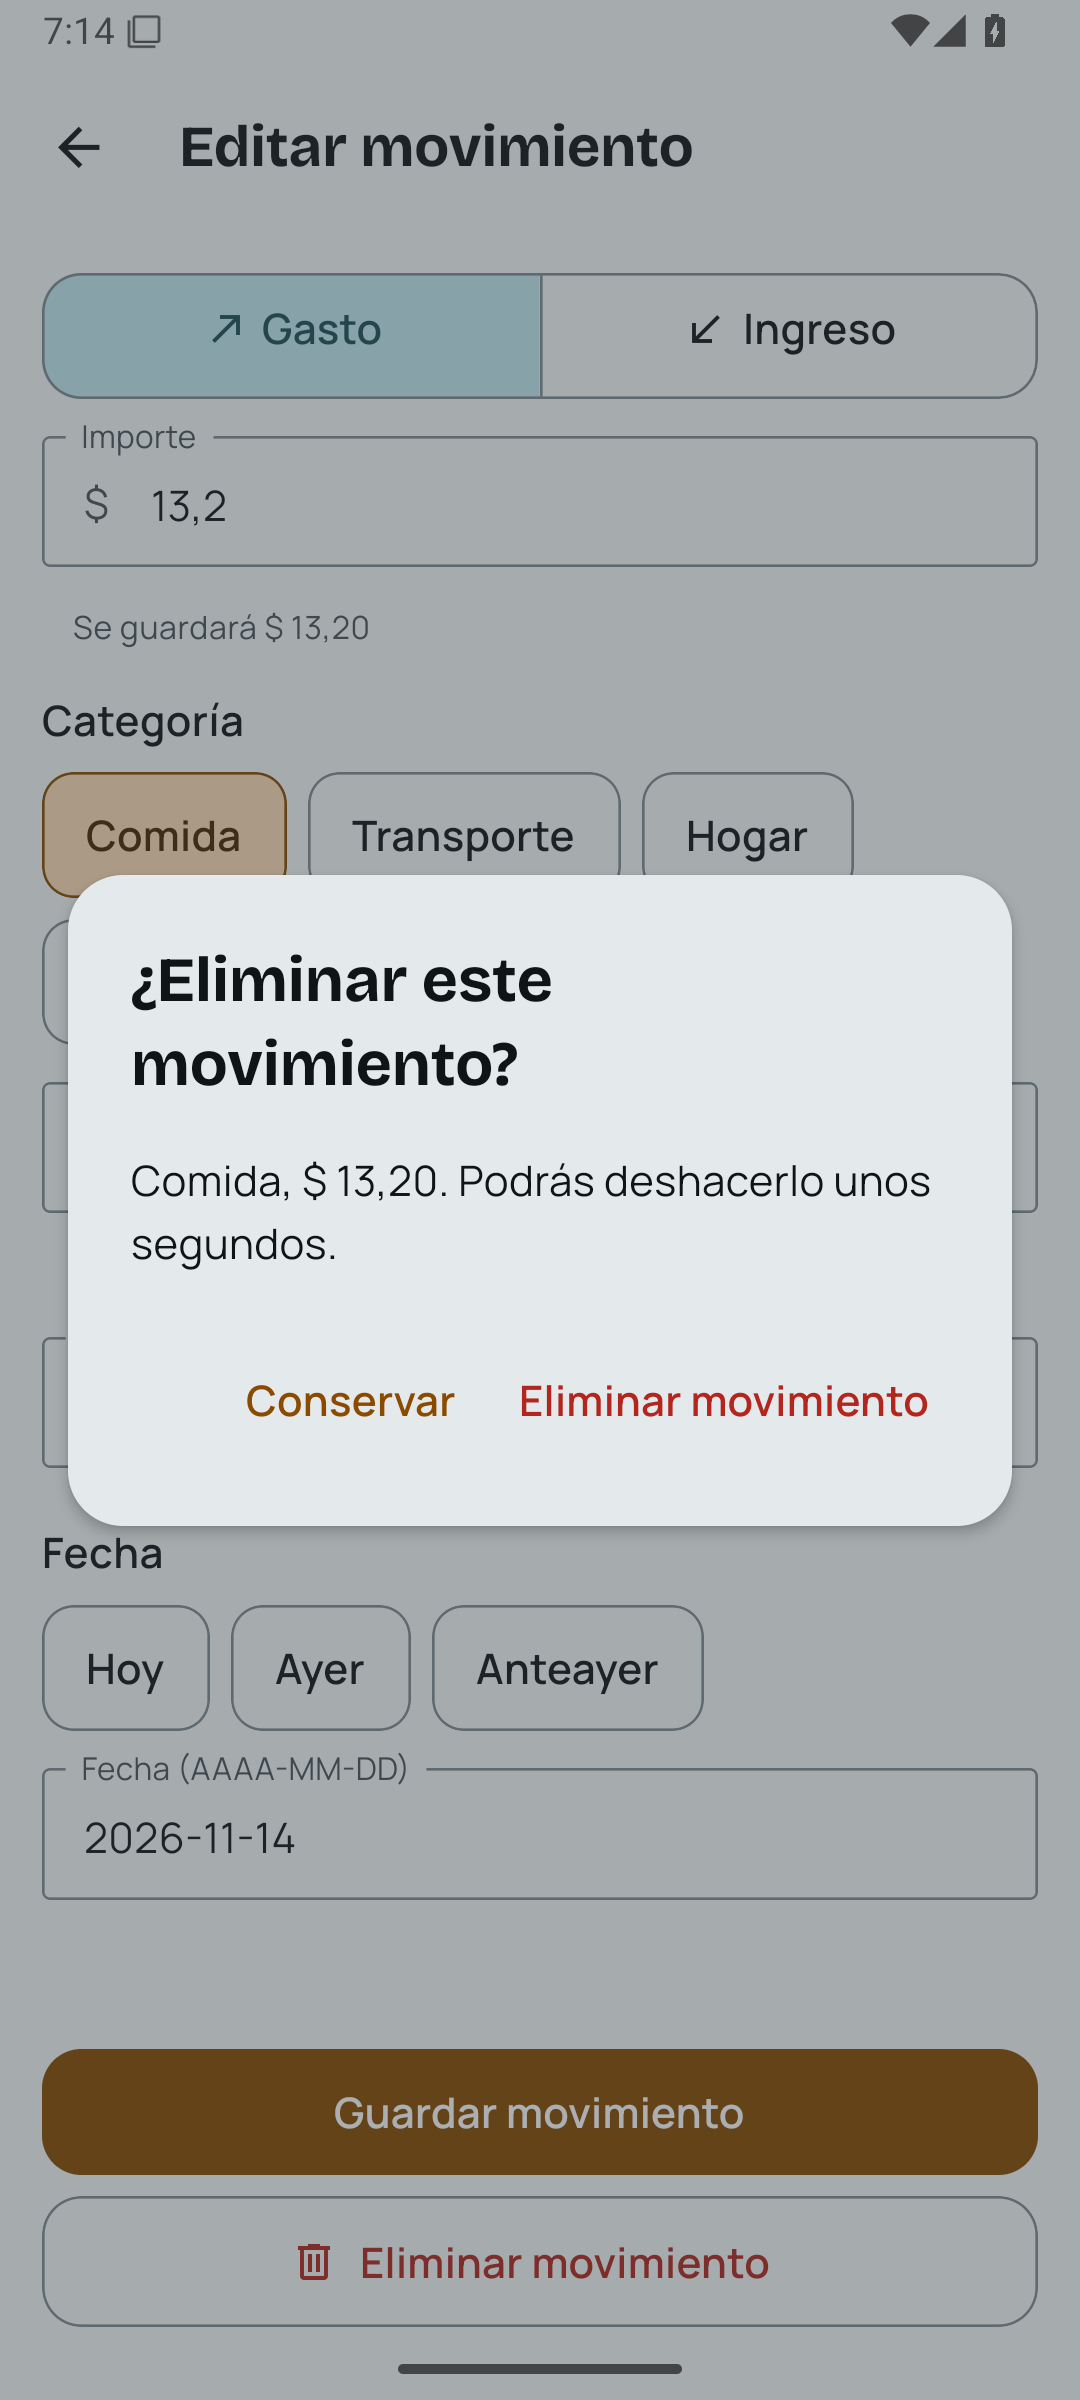 7:14
Editar movimiento
Gasto
Ingreso
Importe
$ 13,2
Se guardará $ 13,20
Categoría
Comida
Transporte
Hogar
¿Eliminar este
movimiento?
Comida, $ 13,20. Podrás deshacerlo unos
segundos.
Conservar
Eliminar movimiento
Fecha
Hoy
Ayer
Anteayer
Fecha (AAAA-MM-DD)
2026-11-14
Guardar movimiento
Eliminar movimiento